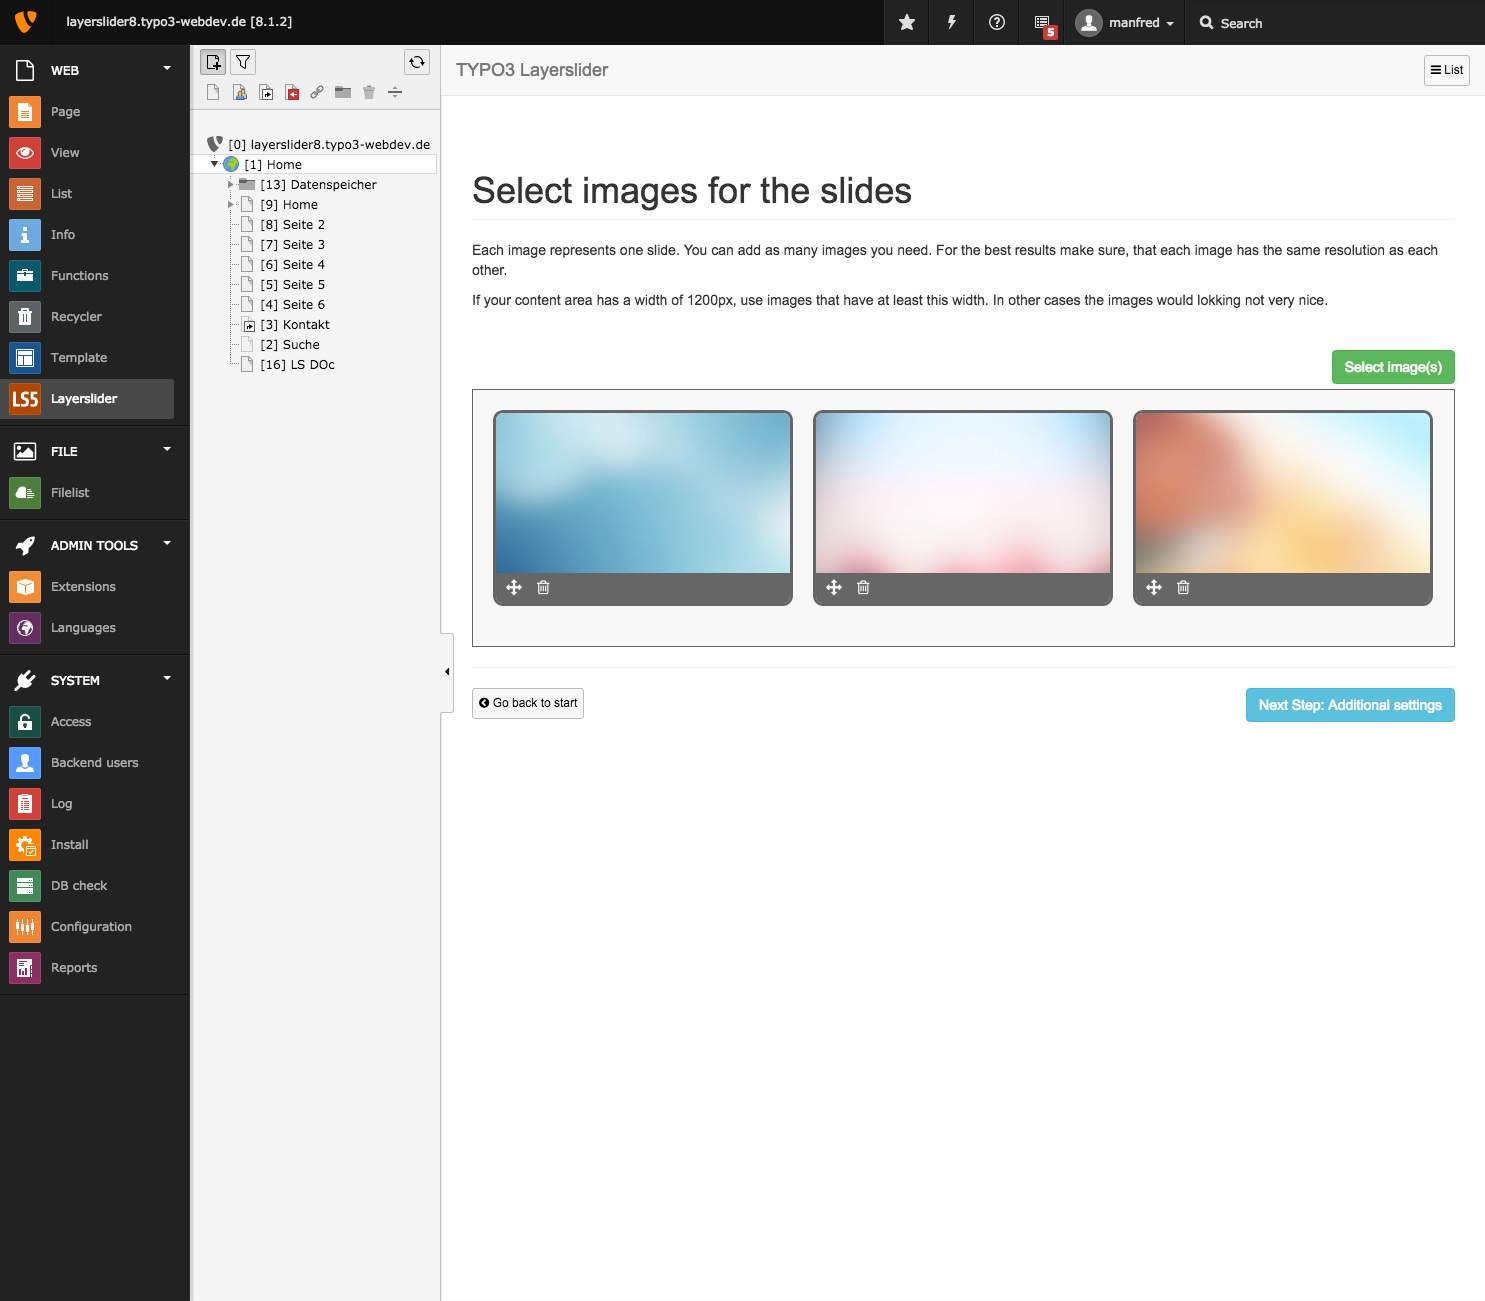 layerslider8.typo3-webdev.de [8.1.2]
5
manfred
Search
WEB
Page
View
List
Info
Functions
Recycler
Template
LS5 Layerslider
FILE
Filelist
ADMIN TOOLS
Extensions
Languages
SYSTEM
Access
Backend users
Log
Install
DB check
Configuration
Reports
[0] layerslider8.typo3-webdev.de
[1] Home
[13] Datenspeicher
[9] Home
[8] Seite 2
[7] Seite 3
[6] Seite 4
[5] Seite 5
[4] Seite 6
[3] Kontakt
[2] Suche
[16] LS DOc
TYPO3 Layerslider
List
Select images for the slides
Each image represents one slide. You can add as many images you need. For the best results make sure, that each image has the same resolution as each
other.
If your content area has a width of 1200px, use images that have at least this width. In other cases the images would lokking not very nice.
Select image(s)
Go back to start
Next Step: Additional settings